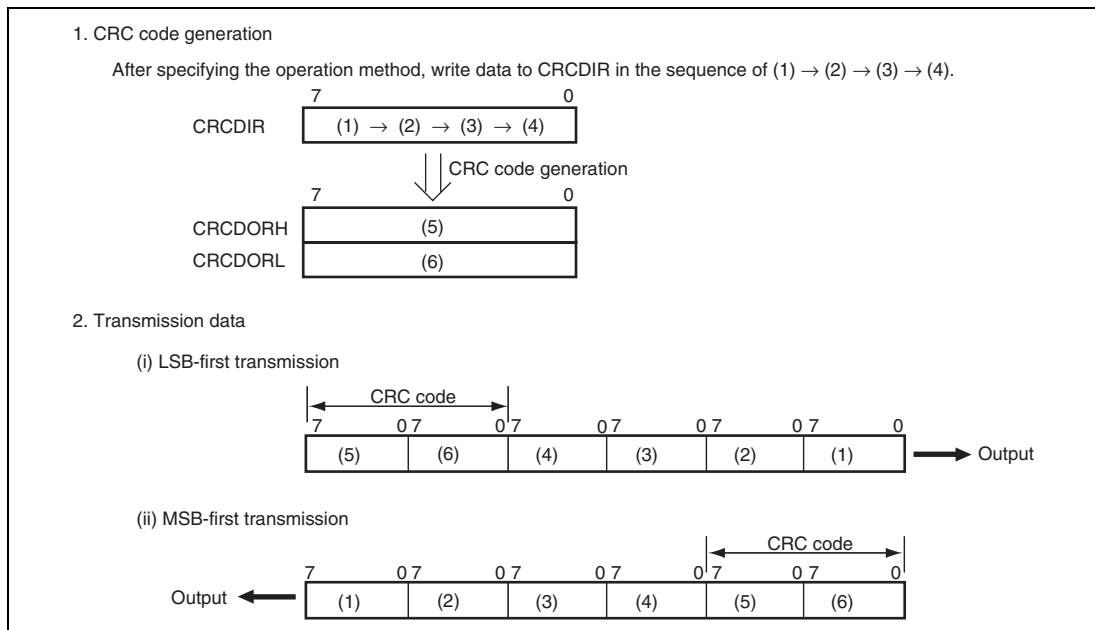 1. CRC code generation
After specifying the operation method, write data to CRCDIR in the sequence of (1) → (2) → (3) → (4).
7 0
CRCDIR (1) → (2) → (3) → (4)
CRC code generation
7 0
CRCDORH (5)
CRCDORL (6)
2. Transmission data
(i) LSB-first transmission
CRC code
7 0 7 0 7 0 7 0 7 0 7 0
(5) (6) (4) (3) (2) (1) Output
(ii) MSB-first transmission
CRC code
7 0 7 0 7 0 7 0 7 0 7 0
Output (1) (2) (3) (4) (5) (6)